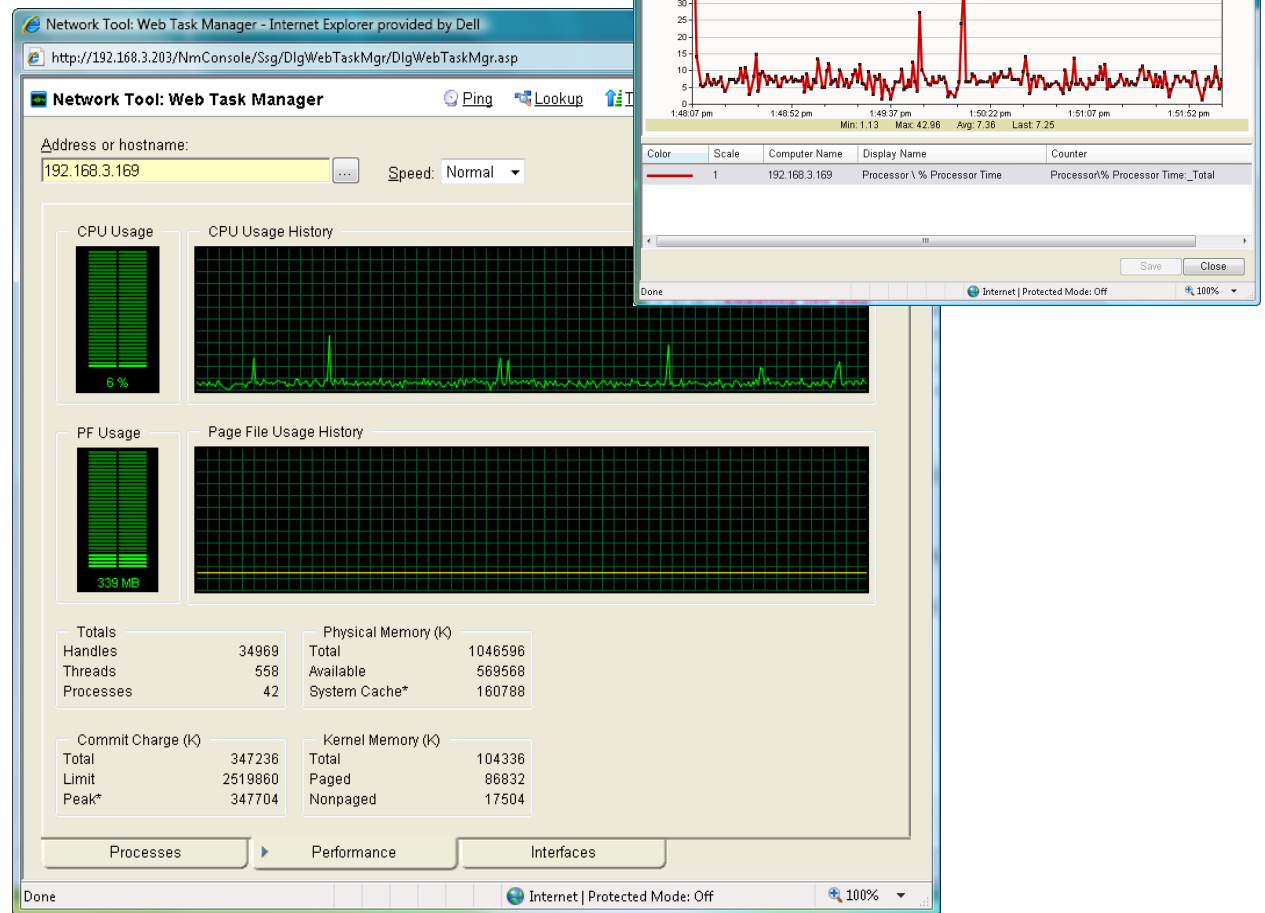 Network Tool: Web Task Manager - Internet Explorer provided by Dell
http://192.168.3.203/NmConsole/Ssg/DlgWebTaskMgr/DlgWebTaskMgr.asp
Network Tool: Web Task Manager Ping Lookup T
Address or hostname:
192.168.3.169 ... Speed: Normal
CPU Usage CPU Usage History
6 %
PF Usage Page File Usage History
339 MB
Totals Physical Memory (K)
Handles 34969 Total 1046596
Threads 558 Available 569568
Processes 42 System Cache* 160788
Commit Charge (K) Kernel Memory (K)
Total 347236 Total 104336
Limit 2519860 Paged 86832
Peak* 347704 Nonpaged 17504
Processes Performance Interfaces
Done Internet | Protected Mode: Off 100%
30
25
20
15
10
5
0
1:48:07 pm 1:48:52 pm 1:49:37 pm 1:50:22 pm 1:51:07 pm 1:51:52 pm
Min: 1.13 Max: 42.96 Avg: 7.36 Last: 7.25
Color Scale Computer Name Display Name Counter
1 192.168.3.169 Processor \ % Processor Time Processor\% Processor Time:_Total
Save Close
Done Internet | Protected Mode: Off 100%